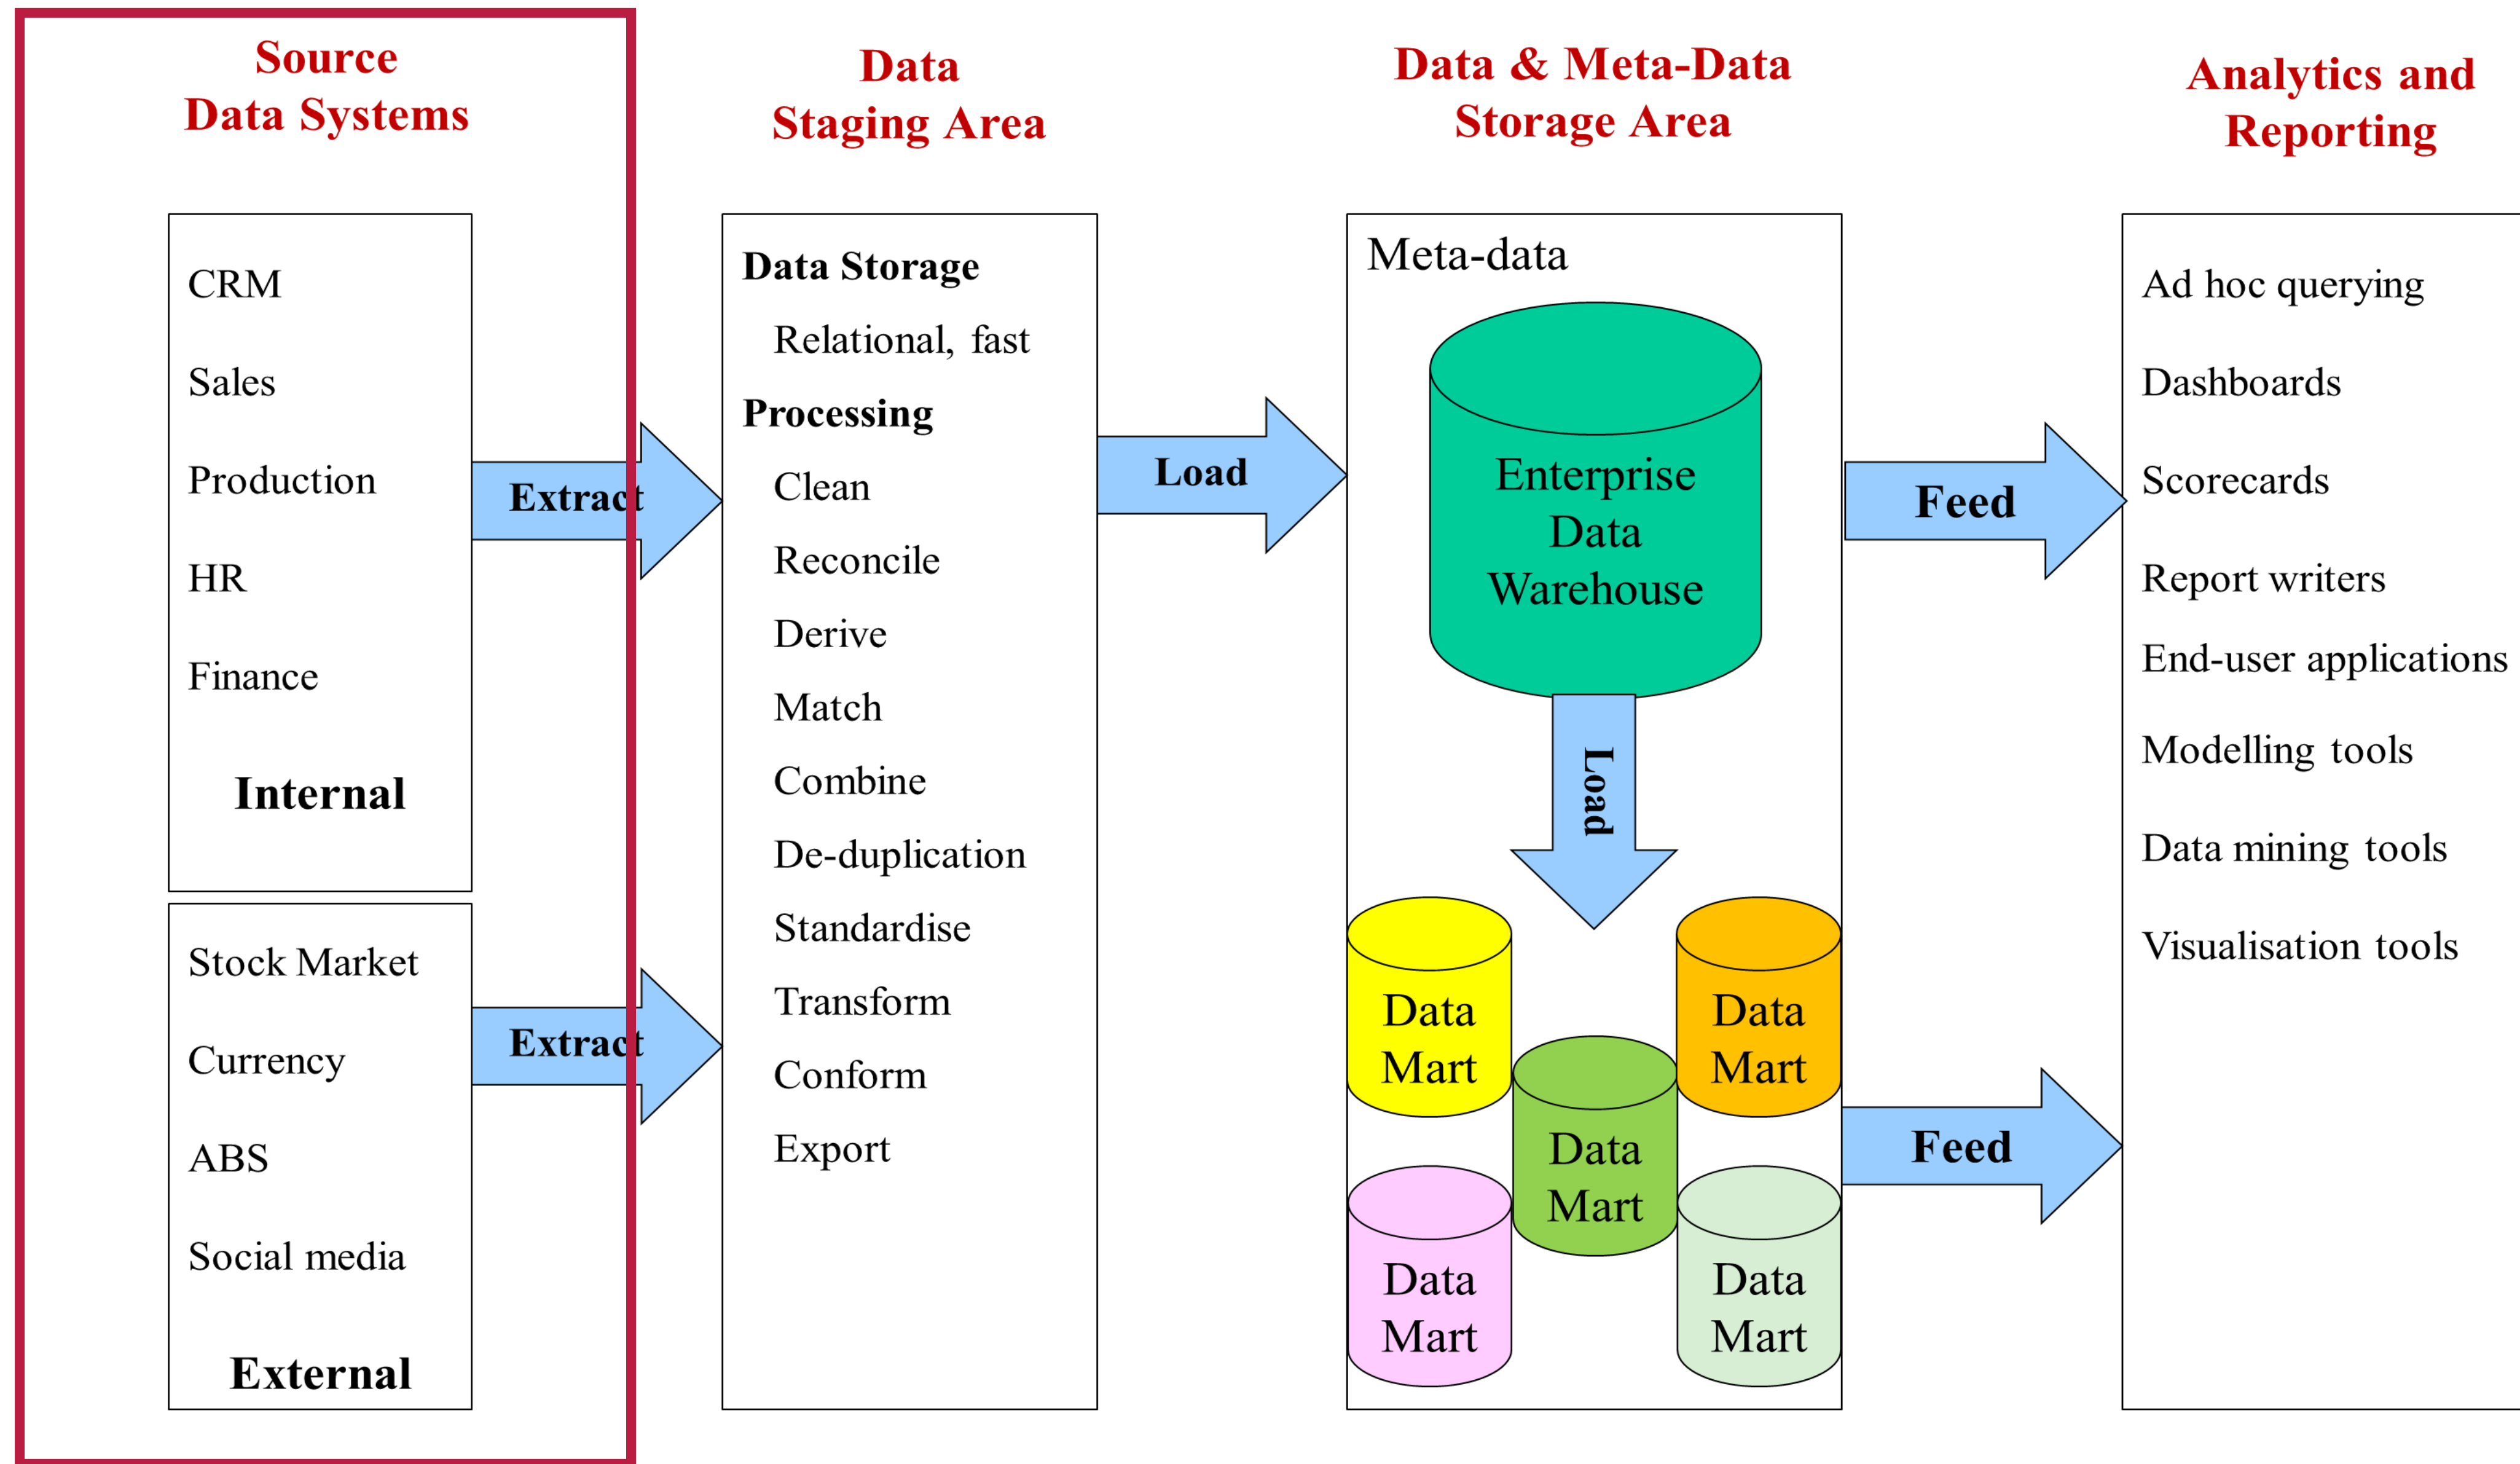 Source
Data Systems
CRM
Sales
Production
HR
Finance
Internal
Stock Market
Currency
ABS
Social media
External
Extract
Extract
Data
Staging Area
Data Storage
Relational, fast
Processing
Clean
Reconcile
Derive
Match
Combine
De-duplication
Standardise
Transform
Conform
Export
Load
Data & Meta-Data
Storage Area
Meta-data
Enterprise
Data
Warehouse
Load
Data
Mart
Data
Mart
Data
Mart
Data
Mart
Data
Mart
Feed
Feed
Analytics and
Reporting
Ad hoc querying
Dashboards
Scorecards
Report writers
End-user applications
Modelling tools
Data mining tools
Visualisation tools